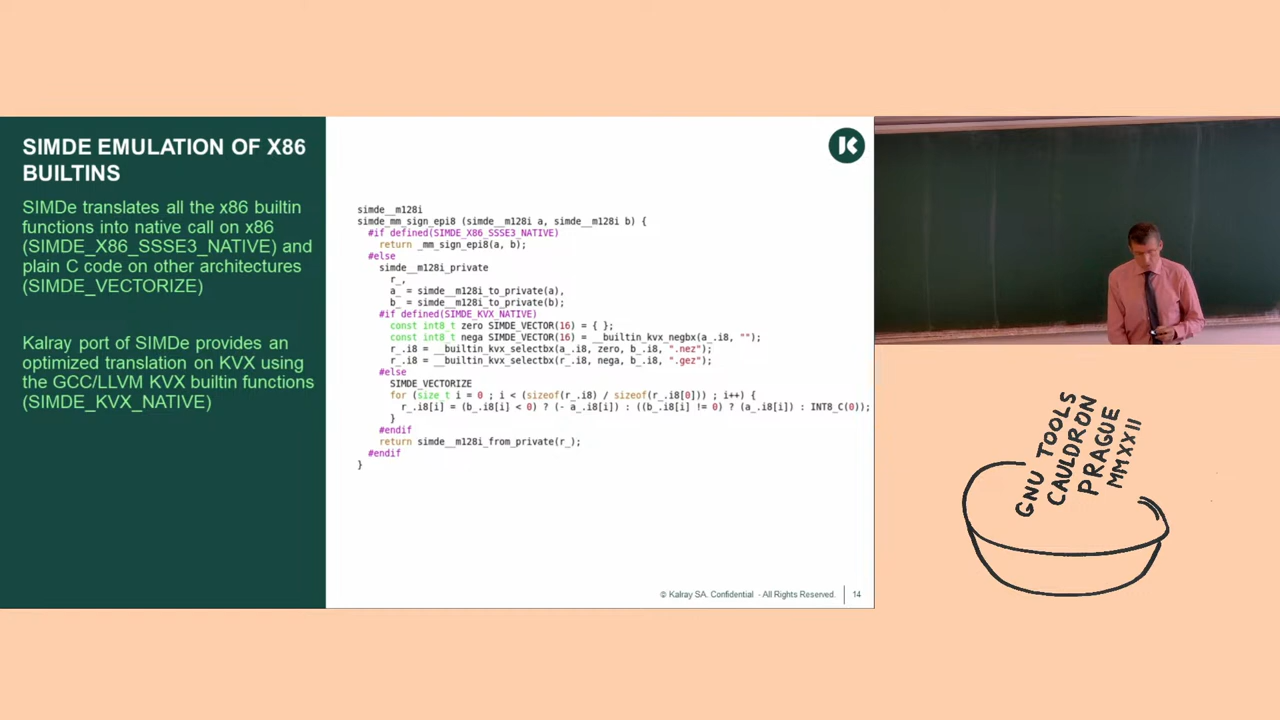 SIMDE EMULATION OF X86
BUILTINS
SIMDe translates all the x86 builtin
functions into native call on x86
(SIMDE_X86_SSSE3_NATIVE) and
plain C code on other architectures
(SIMDE_VECTORIZE)
Kalray port of SIMDe provides an
optimized translation on KVX using
the GCC/LLVM KVX builtin functions
(SIMDE_KVX_NATIVE)
simde__m128i
simde_mm_sign_epi8 (simde__m128i a, simde__m128i b) {
#if defined(SIMDE_X86_SSSE3_NATIVE)
return _mm_sign_epi8(a, b);
#else
simde__m128i_private
r_,
a_ = simde__m128i_to_private(a),
b_ = simde__m128i_to_private(b);
#if defined(SIMDE_KVX_NATIVE)
const int8_t zero SIMDE_VECTOR(16) = { };
const int8_t nega SIMDE_VECTOR(16) = __builtin_kvx_negbx(a_.i8, "");
r_.i8 = __builtin_kvx_selectbx(a_.i8, zero, b_.i8, ".nez");
r_.i8 = __builtin_kvx_selectbx(r_.i8, nega, b_.i8, ".gez");
#else
SIMDE_VECTORIZE
for (size_t i = 0 ; i < (sizeof(r_.i8) / sizeof(r_.i8[0])) ; i++) {
r_.i8[i] = (b_.i8[i] < 0) ? (- a_.i8[i]) : ((b_.i8[i] != 0) ? (a_.i8[i]) : INT8_C(0));
}
#endif
return simde__m128i_from_private(r_);
#endif
}
© Kalray SA. Confidential - All Rights Reserved. 14
GNU TOOLS
CAULDRON
PRAGUE
MMXXII